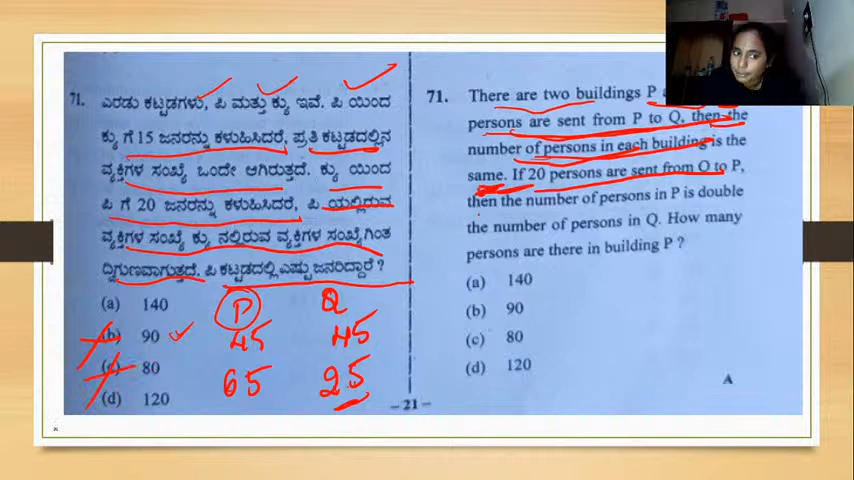 71. ಎರಡು ಕಟ್ಟಡಗಳು, ಪಿ ಮತ್ತು ಕ್ಯು ಇವೆ. ಪಿ ಯಿಂದ
ಕ್ಯು ಗೆ 15 ಜನರನ್ನು ಕಳುಹಿಸಿದರೆ, ಪ್ರತಿ ಕಟ್ಟಡದಲ್ಲಿನ
ವ್ಯಕ್ತಿಗಳ ಸಂಖ್ಯೆ ಒಂದೇ ಆಗಿರುತ್ತದೆ. ಕ್ಯು ಯಿಂದ
ಪಿ ಗೆ 20 ಜನರನ್ನು ಕಳುಹಿಸಿದರೆ, ಪಿ ಯಲ್ಲಿರುವ
ವ್ಯಕ್ತಿಗಳ ಸಂಖ್ಯೆ ಕ್ಯು ನಲ್ಲಿರುವ ವ್ಯಕ್ತಿಗಳ ಸಂಖ್ಯೆಗಿಂತ
ದ್ವಿಗುಣವಾಗುತ್ತದೆ. ಪಿ ಕಟ್ಟಡದಲ್ಲಿ ಎಷ್ಟು ಜನರಿದ್ದಾರೆ ?
(a) 140
(b) 90
(c) 80
(d) 120
P Q
45 45
65 25
71. There are two buildings P
persons are sent from P to Q, then the
number of persons in each building is the
same. If 20 persons are sent from Q to P,
then the number of persons in P is double
the number of persons in Q. How many
persons are there in building P ?
(a) 140
(b) 90
(c) 80
(d) 120
A
– 21 –